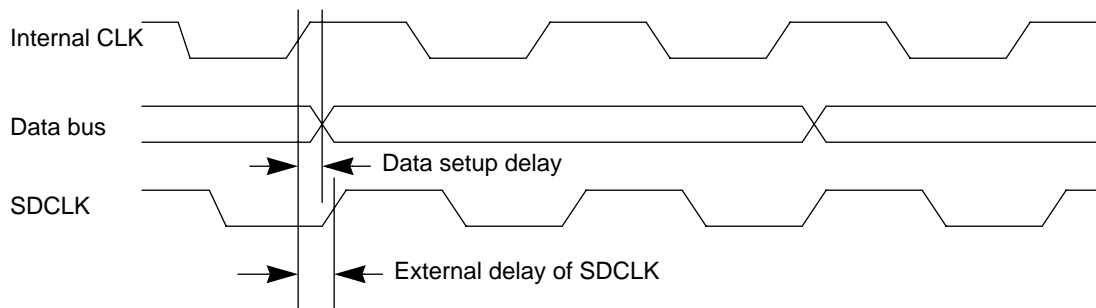 Internal CLK
Data bus
Data setup delay
SDCLK
External delay of SDCLK